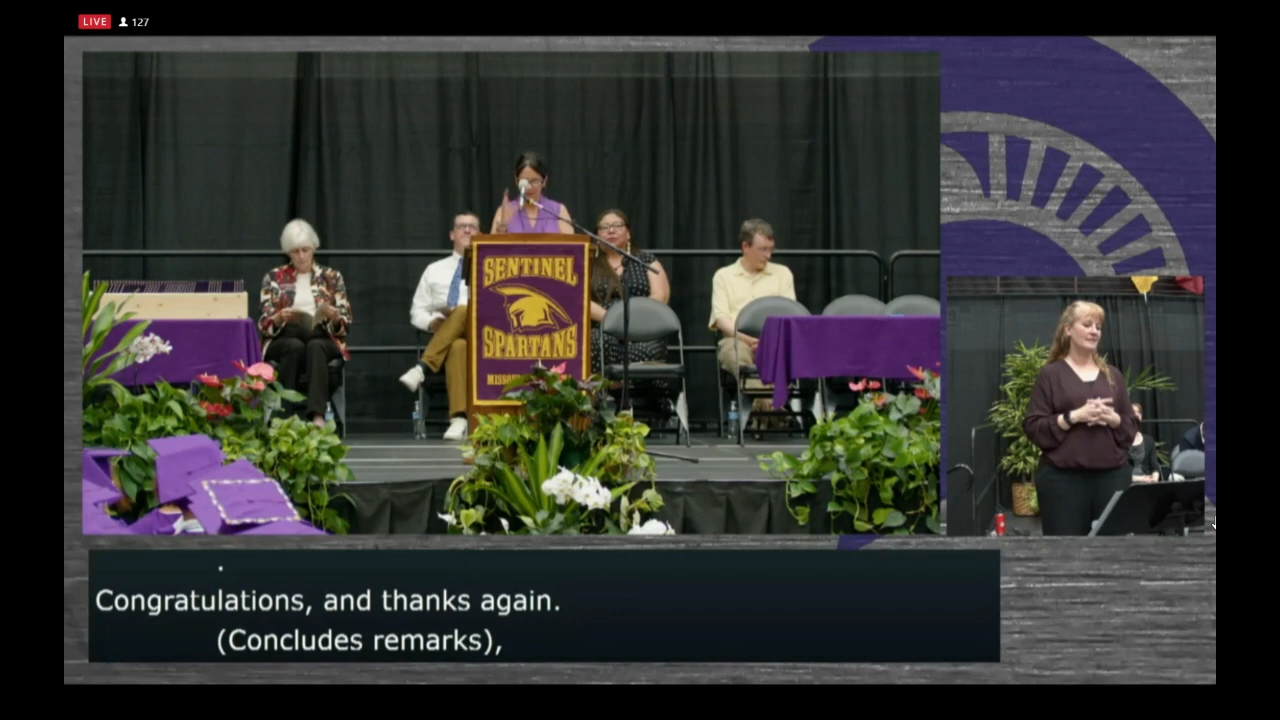 LIVE 127
SENTINEL
SPARTANS
.
Congratulations, and thanks again.
(Concludes remarks),